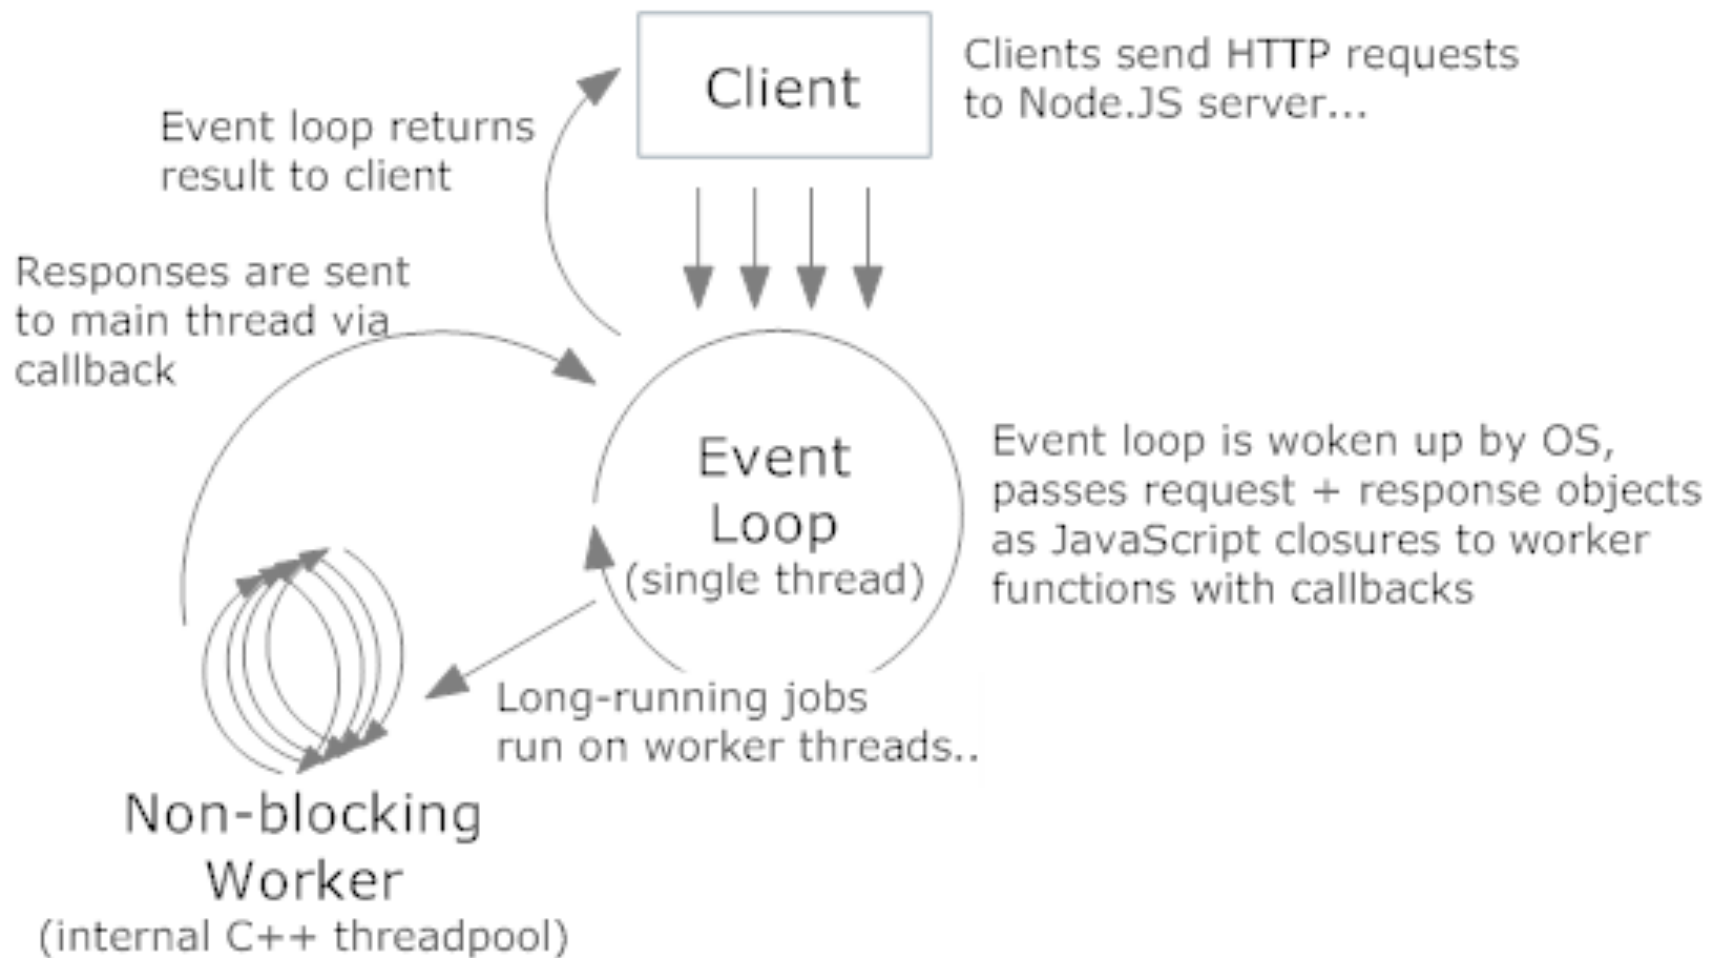 Client
Clients send HTTP requests
to Node.JS server...
Event loop returns
result to client
Responses are sent
to main thread via
callback
Event
Loop
(single thread)
Event loop is woken up by OS,
passes request + response objects
as JavaScript closures to worker
functions with callbacks
Long-running jobs
run on worker threads..
Non-blocking
Worker
(internal C++ threadpool)